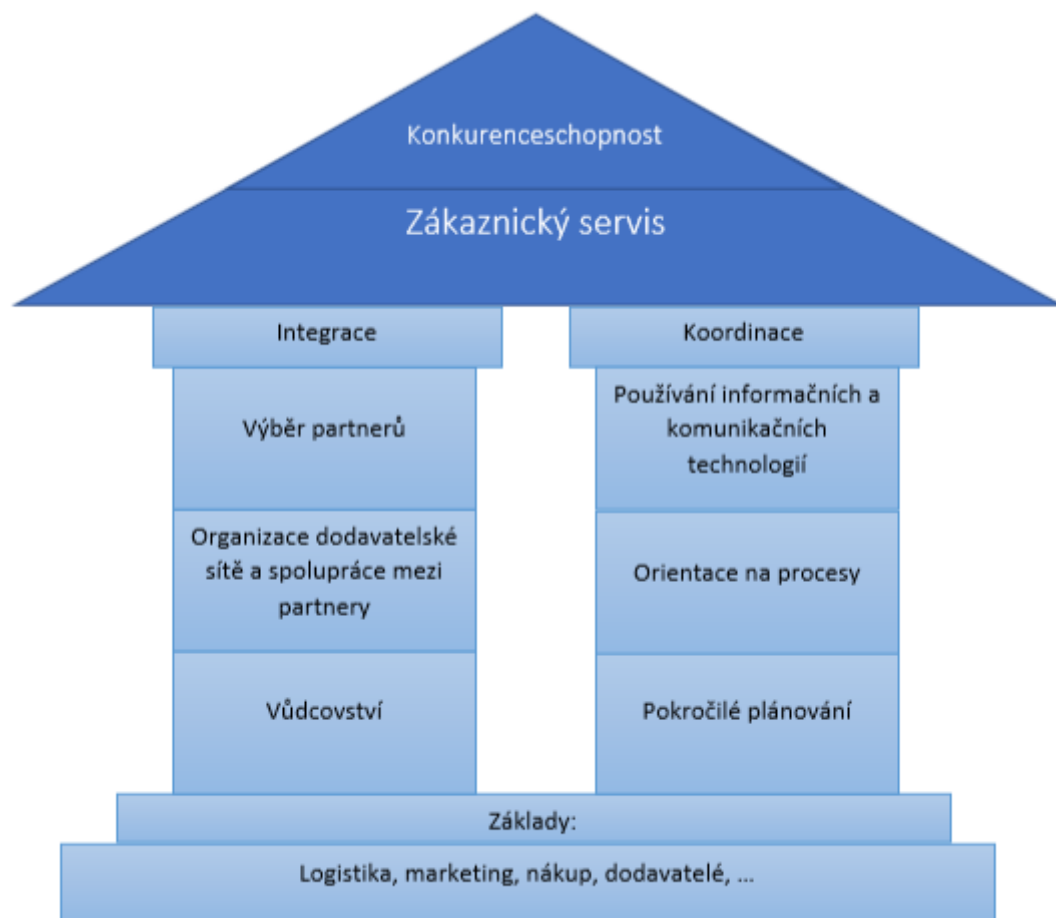 Konkurenceschopnost
Zákaznický servis
Integrace
Výběr partnerů
Organizace dodavatelské
sítě a spolupráce mezi
partnery
Vůdcovství
Koordinace
Používání informačních a
komunikačních
technologií
Orientace na procesy
Pokročilé plánování
Základy:
Logistika, marketing, nákup, dodavatelé, ...